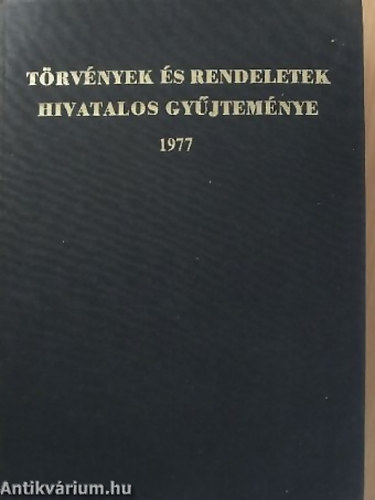 TÖRVÉNYEK ÉS RENDELETEK
HIVATALOS GYŰJTEMÉNYE
1977
Antikvárium.hu